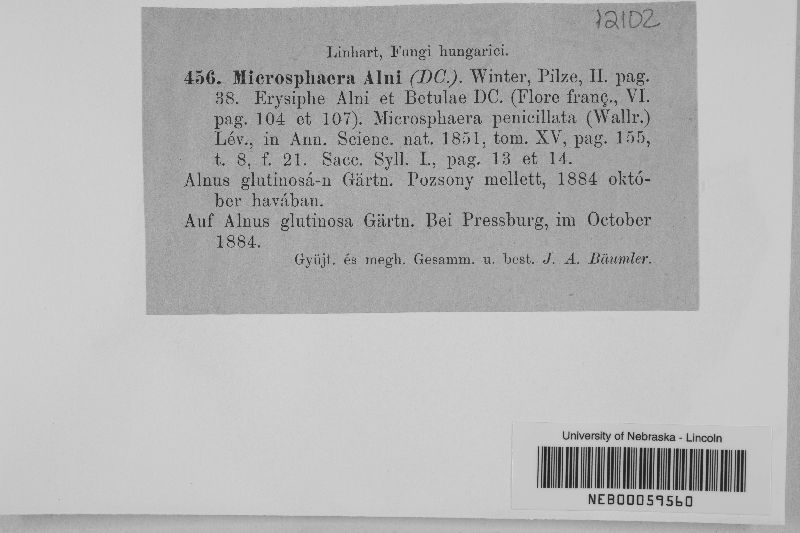 12102
Linhart, Fungi hungarici.
456. Microsphaera Alni (DC.). Winter, Pilze, II. pag.
38. Erysiphe Alni et Betulae DC. (Flore franç., VI.
pag. 104 et 107). Microsphaera penicillata (Wallr.)
Lév., in Ann. Scienc. nat. 1851, tom. XV, pag. 155,
t. 8, f. 21. Sacc. Syll. I., pag. 13 et 14.
Alnus glutinosá-n Gärtn. Pozsony mellett, 1884 októ-
ber havában.
Auf Alnus glutinosa Gärtn. Bei Pressburg, im October
1884.
Gyüjt. és megh. Gesamm. u. best. J. A. Bäumler.
University of Nebraska - Lincoln
NEB00059560